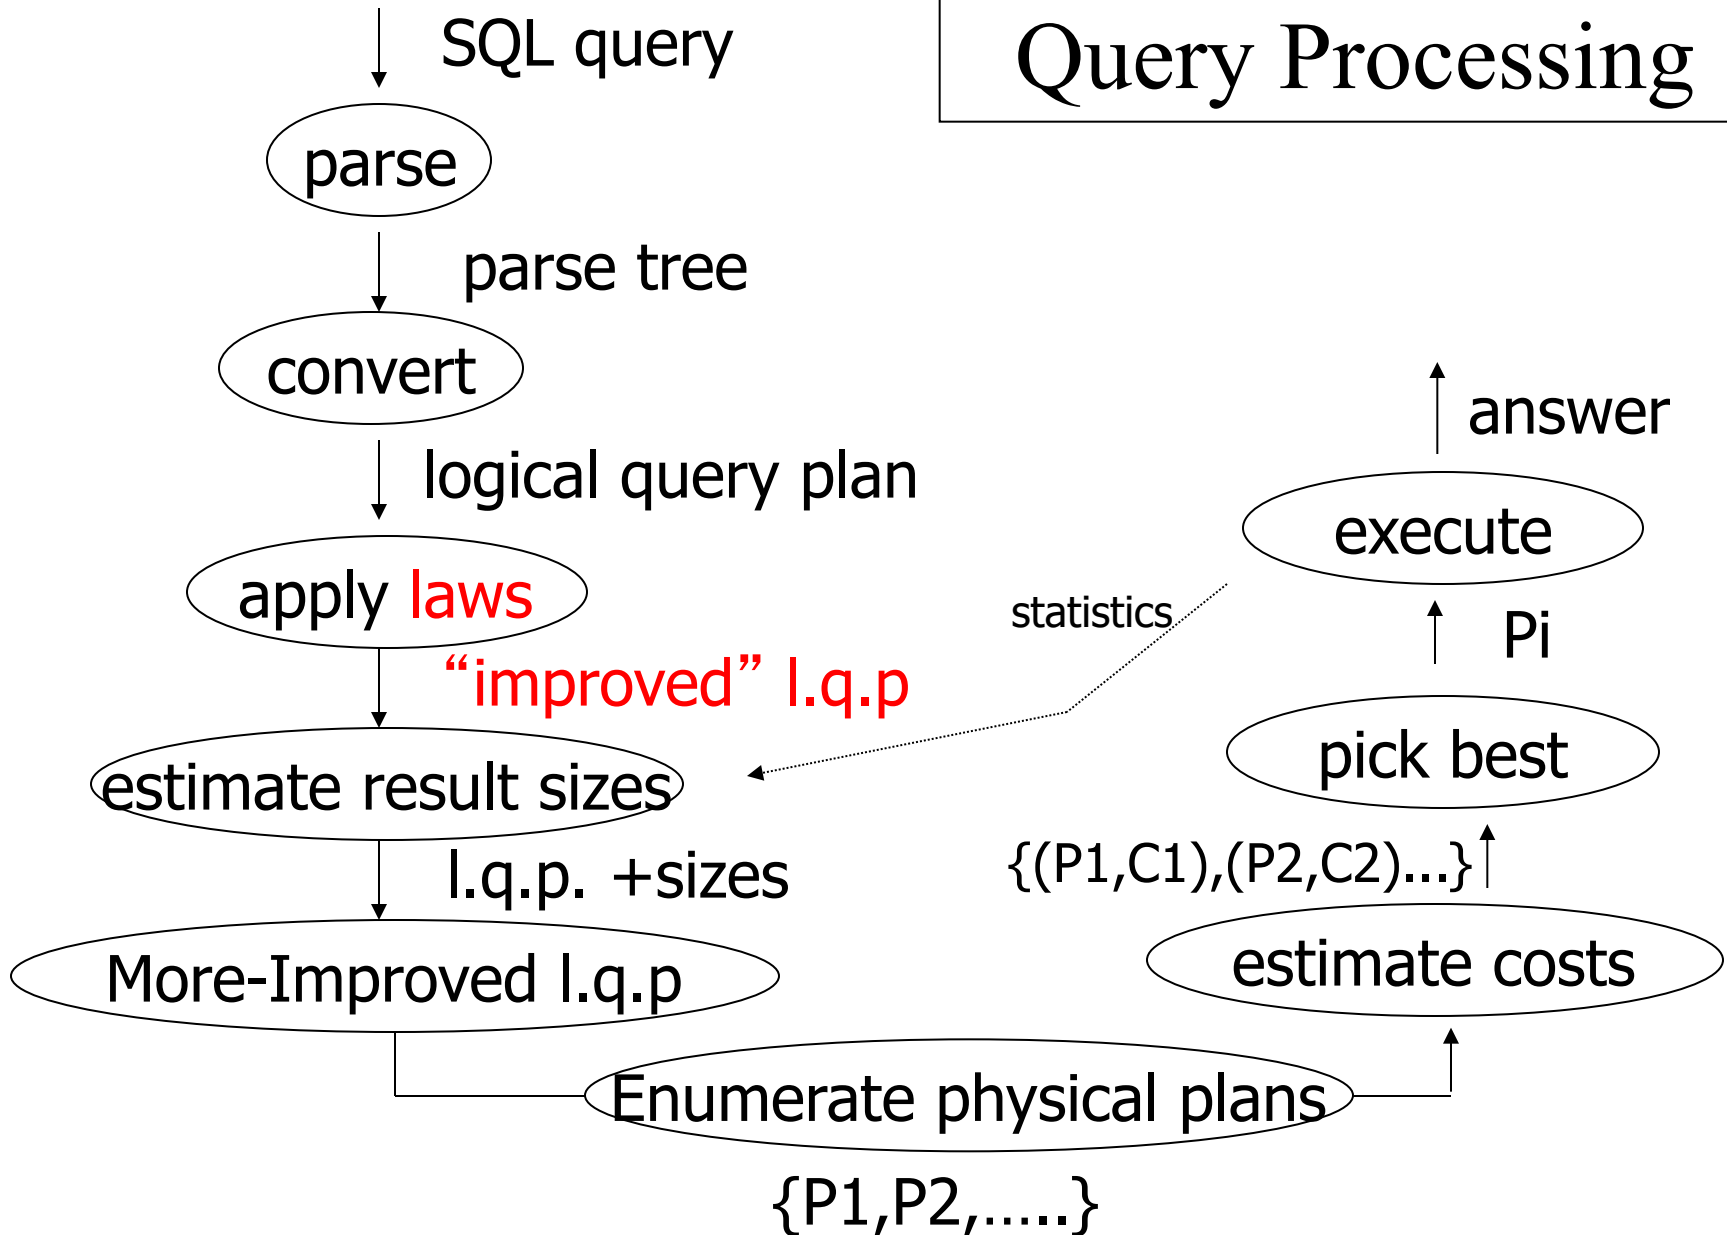 Query Processing
SQL query
parse
parse tree
convert
logical query plan
apply laws
“improved” l.q.p
estimate result sizes
l.q.p. +sizes
More-Improved l.q.p
Enumerate physical plans
{P1,P2,…..}
estimate costs
{(P1,C1),(P2,C2)...}
pick best
Pi
execute
statistics
answer